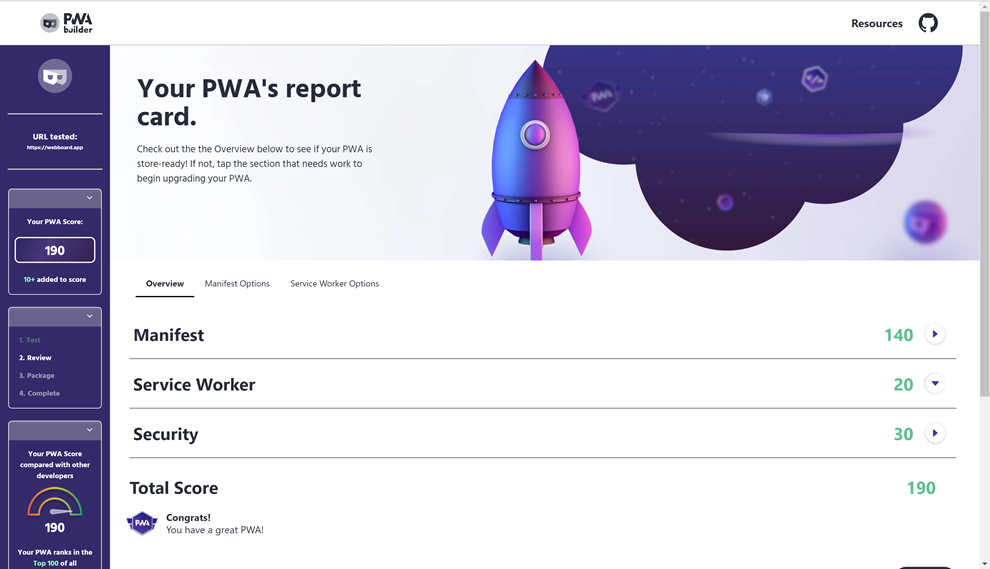 PWA
builder
Resources
URL tested:
https://webboard.app
Your PWA Score:
190
10+ added to score
1. Test
2. Review
3. Package
4. Complete
Your PWA Score
compared with other
developers
190
Your PWA ranks in the
Top 100 of all
Your PWA's report
card.
Check out the the Overview below to see if your PWA is
store-ready! If not, tap the section that needs work to
begin upgrading your PWA.
PWA
Overview
Manifest Options
Service Worker Options
Manifest 140
Service Worker 20
Security 30
Total Score 190
PWA
Congrats!
You have a great PWA!